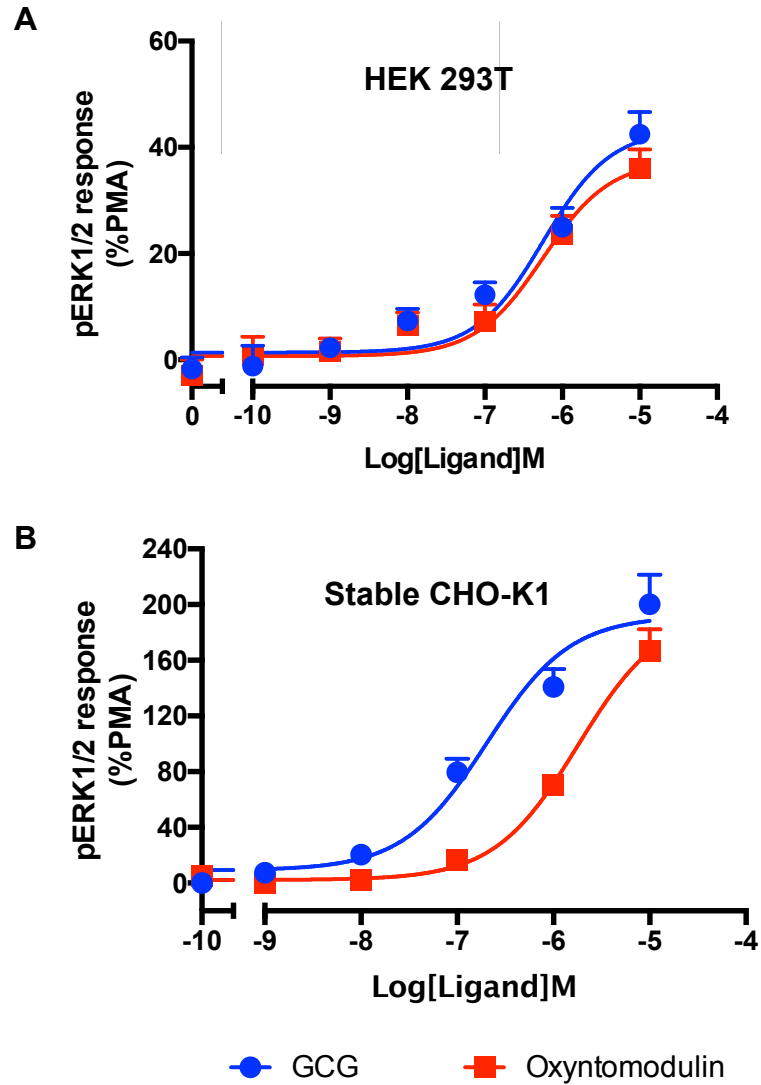 A
HEK 293T
pERK1/2 response
(%PMA)
60
40
20
0
0 -10 -9 -8 -7 -6 -5 -4
Log[Ligand]M
B
Stable CHO-K1
pERK1/2 response
(%PMA)
240
200
160
120
80
40
0
-10 -9 -8 -7 -6 -5 -4
Log[Ligand]M
GCG Oxyntomodulin